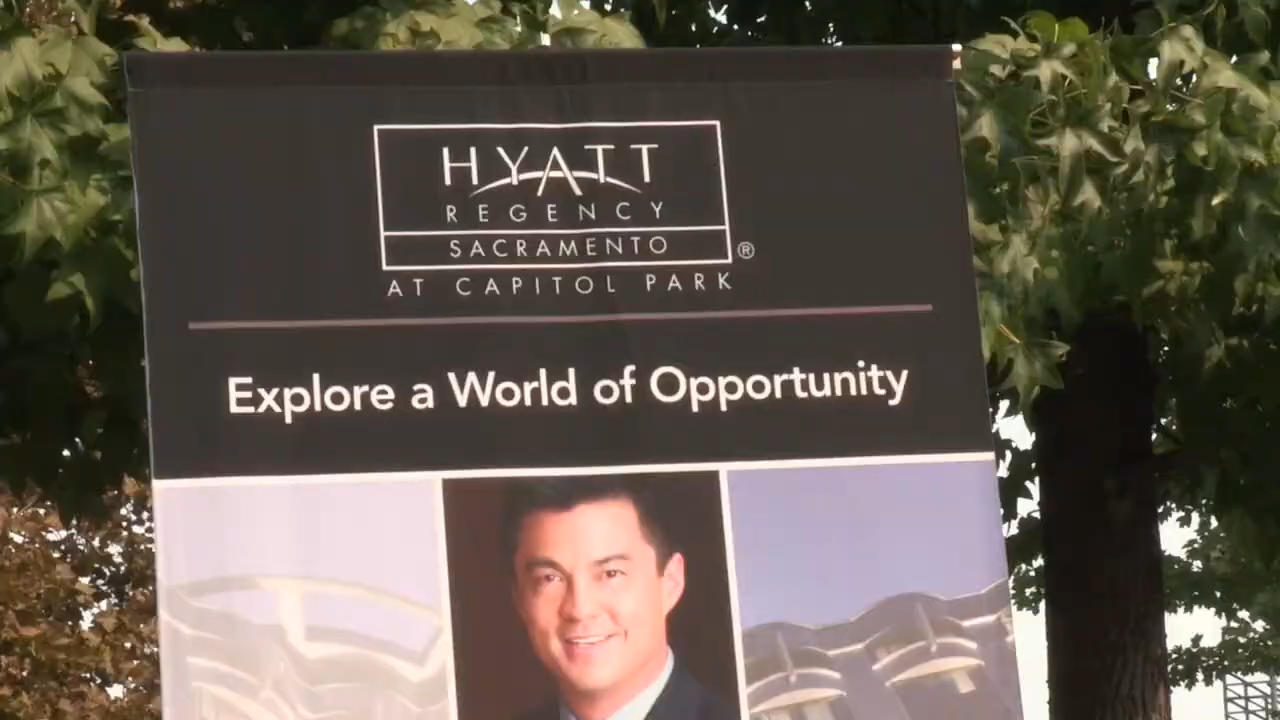 HYATT
REGENCY
SACRAMENTO ®
AT CAPITOL PARK
Explore a World of Opportunity